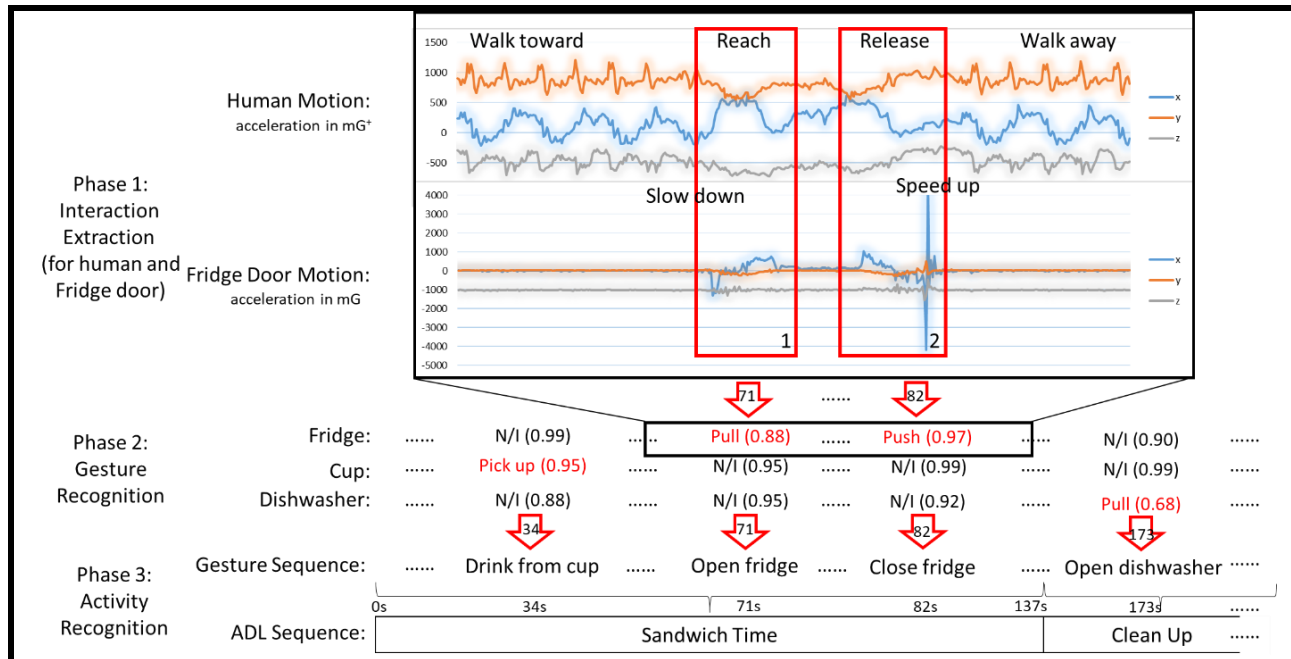 Walk toward Reach Release Walk away
1500
1000
500
0
-500
x
y
z
Human Motion:
acceleration in mG⁺
Phase 1:
Interaction
Extraction
(for human and
Fridge door)
Slow down Speed up
4000
3000
2000
1000
0
-1000
-2000
-3000
-4000
-5000
x
y
z
Fridge Door Motion:
acceleration in mG
1 2
71 ...... 82
Phase 2:
Gesture
Recognition
Fridge: ...... N/I (0.99) ...... Pull (0.88) ...... Push (0.97) ...... N/I (0.90) ......
Cup: ...... Pick up (0.95) ...... N/I (0.95) ...... N/I (0.99) ...... N/I (0.99) ......
Dishwasher: ...... N/I (0.88) ...... N/I (0.95) ...... N/I (0.92) ...... Pull (0.68) ......
34 71 82 173
Phase 3:
Activity
Recognition
Gesture Sequence: ...... Drink from cup ...... Open fridge ...... Close fridge ...... Open dishwasher ......
0s 34s 71s 82s 137s 173s ......
ADL Sequence: Sandwich Time Clean Up ......